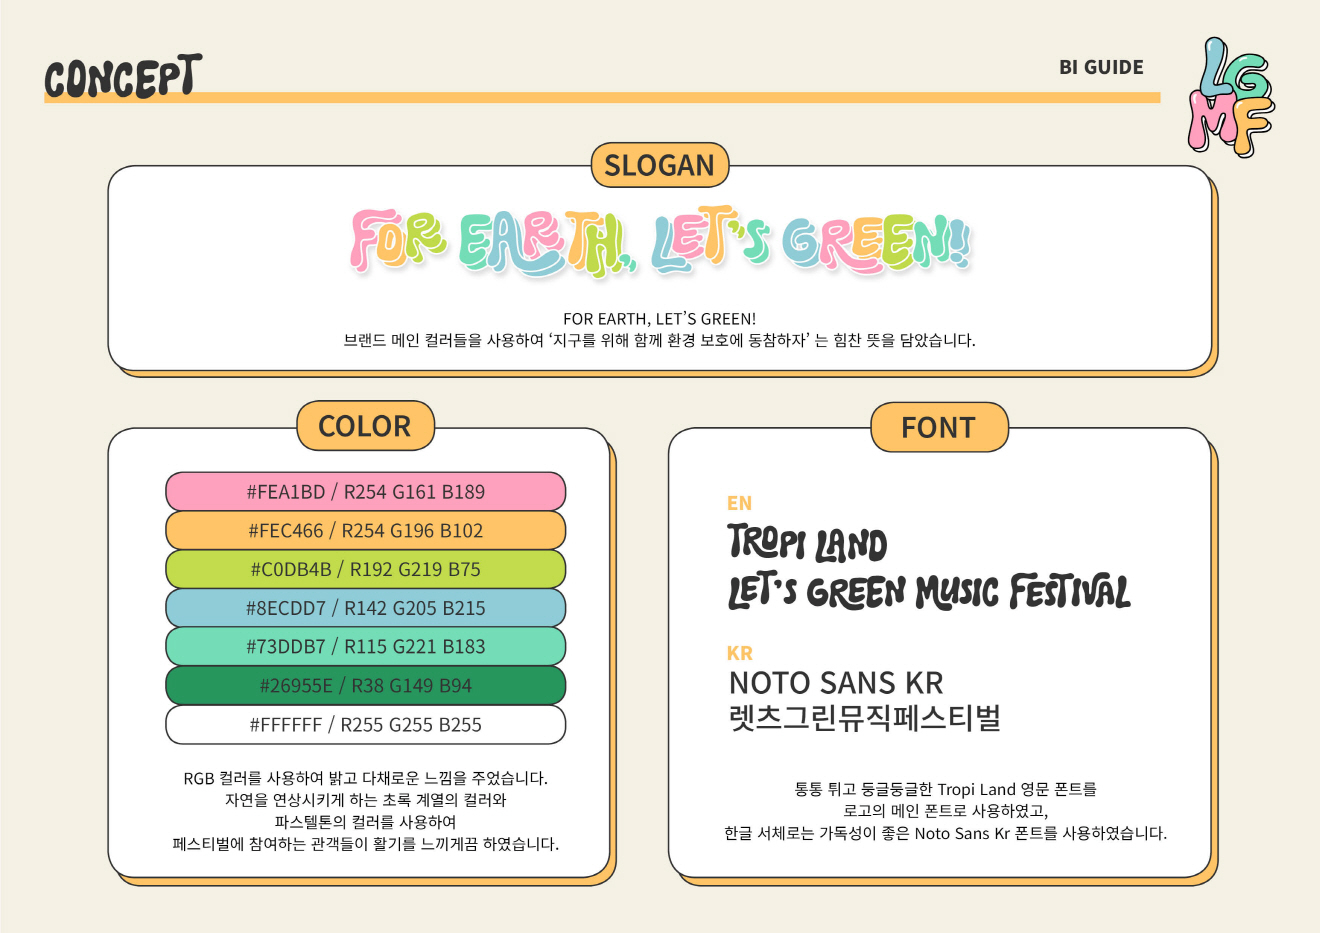 CONCEPT
BI GUIDE
LG
MF
SLOGAN
FOR EARTH, LET'S GREEN!
FOR EARTH, LET'S GREEN!
브랜드 메인 컬러들을 사용하여 ‘지구를 위해 함께 환경 보호에 동참하자’ 는 힘찬 뜻을 담았습니다.
COLOR
#FEA1BD / R254 G161 B189
#FEC466 / R254 G196 B102
#C0DB4B / R192 G219 B75
#8ECDD7 / R142 G205 B215
#73DDB7 / R115 G221 B183
#26955E / R38 G149 B94
#FFFFFF / R255 G255 B255
RGB 컬러를 사용하여 밝고 다채로운 느낌을 주었습니다.
자연을 연상시키게 하는 초록 계열의 컬러와
파스텔톤의 컬러를 사용하여
페스티벌에 참여하는 관객들이 활기를 느끼게끔 하였습니다.
FONT
EN
TROPI LAND
LET'S GREEN MUSIC FESTIVAL
KR
NOTO SANS KR
렛츠그린뮤직페스티벌
통통 튀고 둥글둥글한 Tropi Land 영문 폰트를
로고의 메인 폰트로 사용하였고,
한글 서체로는 가독성이 좋은 Noto Sans Kr 폰트를 사용하였습니다.